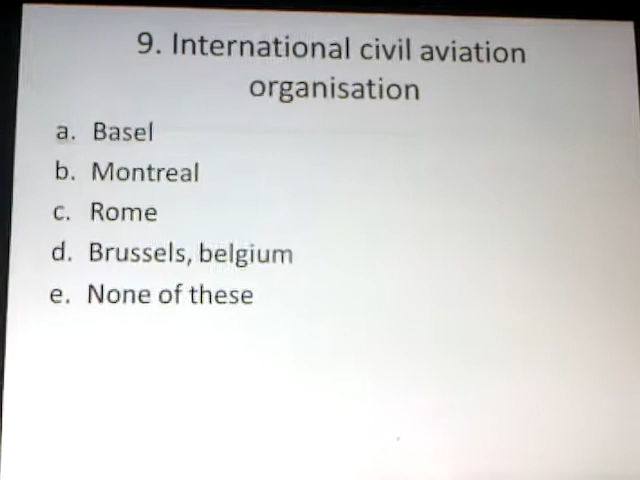 9. International civil aviation
organisation
a. Basel
b. Montreal
c. Rome
d. Brussels, belgium
e. None of these